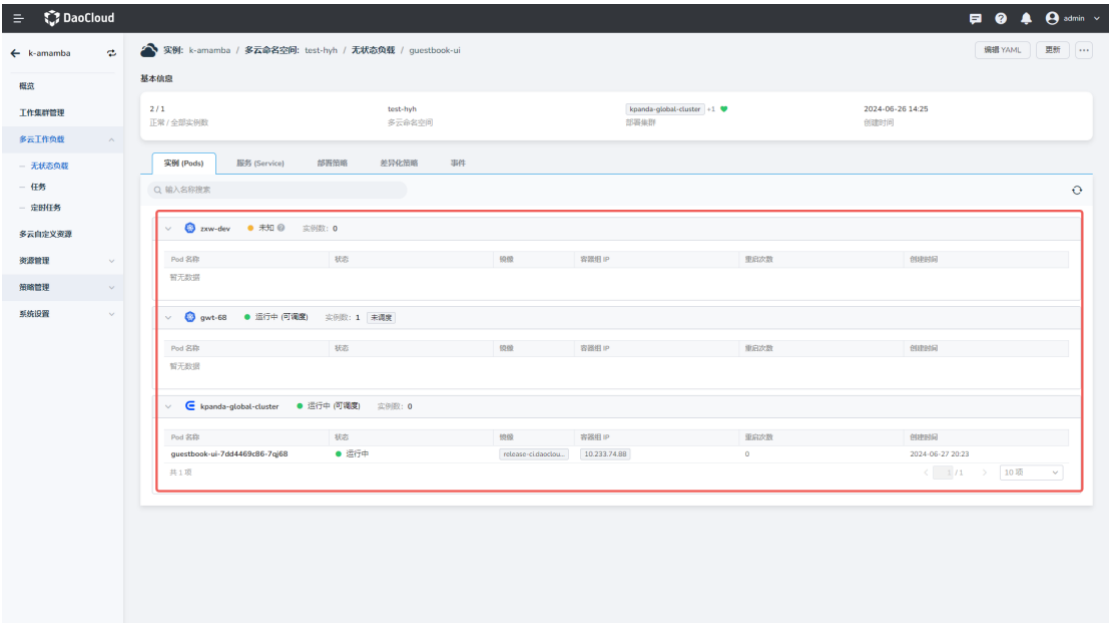 DaoCloud
admin
k-amamba
实例: k-amamba / 多云命名空间: test-hyh / 无状态负载 / guestbook-ui
编辑 YAML
更新
概览
工作集群管理
多云工作负载
无状态负载
任务
定时任务
多云自定义资源
资源管理
策略管理
系统设置
基本信息
2 / 1
test-hyh
kpanda-global-cluster +1
2024-06-26 14:25
正常 / 全部实例数
多云命名空间
部署集群
创建时间
实例 (Pods)
服务 (Service)
部署策略
差异化策略
事件
输入名称搜索
zxw-dev 未知 实例数: 0
Pod 名称 状态 镜像 容器组 IP 重启次数 创建时间
暂无数据
gwt-68 运行中 (可调度) 实例数: 1 未调度
Pod 名称 状态 镜像 容器组 IP 重启次数 创建时间
暂无数据
kpanda-global-cluster 运行中 (可调度) 实例数: 0
Pod 名称 状态 镜像 容器组 IP 重启次数 创建时间
guestbook-ui-7dd4469c86-7qj68 运行中 release-ci.daoclou... 10.233.74.88 0 2024-06-27 20:23
共 1 项
1 / 1
10 项